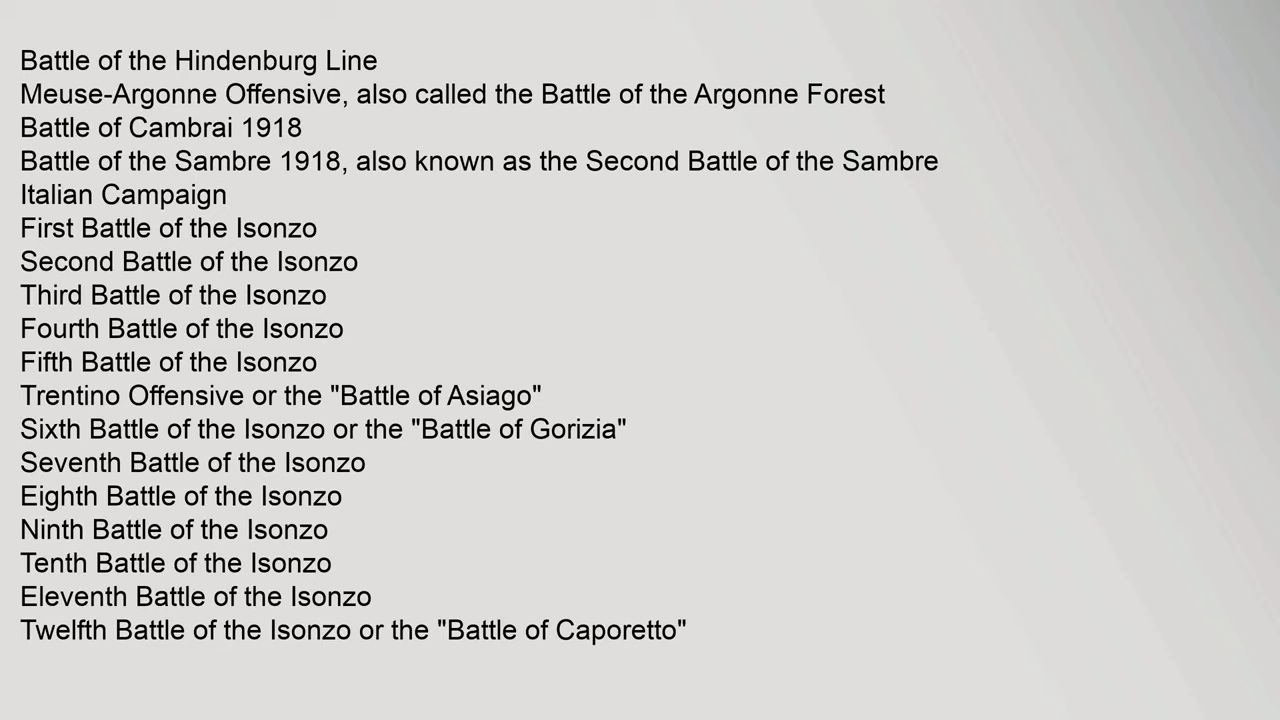 Battle of the Hindenburg Line
Meuse-Argonne Offensive, also called the Battle of the Argonne Forest
Battle of Cambrai 1918
Battle of the Sambre 1918, also known as the Second Battle of the Sambre
Italian Campaign
First Battle of the Isonzo
Second Battle of the Isonzo
Third Battle of the Isonzo
Fourth Battle of the Isonzo
Fifth Battle of the Isonzo
Trentino Offensive or the "Battle of Asiago"
Sixth Battle of the Isonzo or the "Battle of Gorizia"
Seventh Battle of the Isonzo
Eighth Battle of the Isonzo
Ninth Battle of the Isonzo
Tenth Battle of the Isonzo
Eleventh Battle of the Isonzo
Twelfth Battle of the Isonzo or the "Battle of Caporetto"